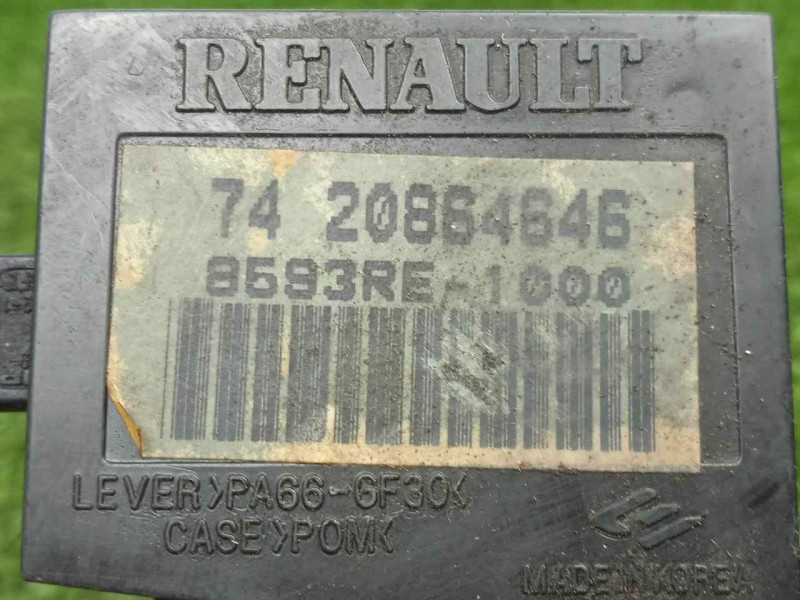 RENAULT
74 20864646
8593RE-1000
LEVER>PA66-GF30<
CASE>POM<
MADE IN KOREA